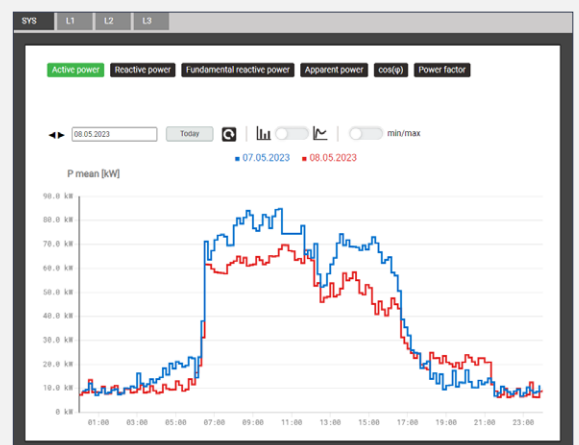 SYS L1 L2 L3
Active power Reactive power Fundamental reactive power Apparent power cos(φ) Power factor
08.05.2023 Today min/max
07.05.2023 08.05.2023
P mean [kW]
90.0 kW
80.0 kW
70.0 kW
60.0 kW
50.0 kW
40.0 kW
30.0 kW
20.0 kW
10.0 kW
0 kW
01:00 03:00 05:00 07:00 09:00 11:00 13:00 15:00 17:00 19:00 21:00 23:00